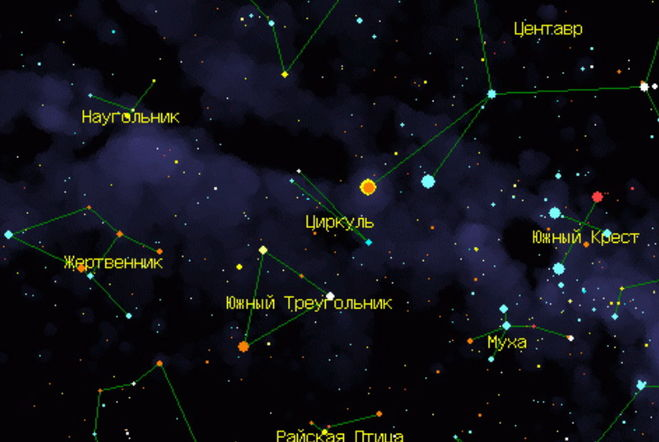 Центавр
Наугольник
Циркуль
Южный Крест
Жертвенник
Южный Треугольник
Муха
Райская Птица